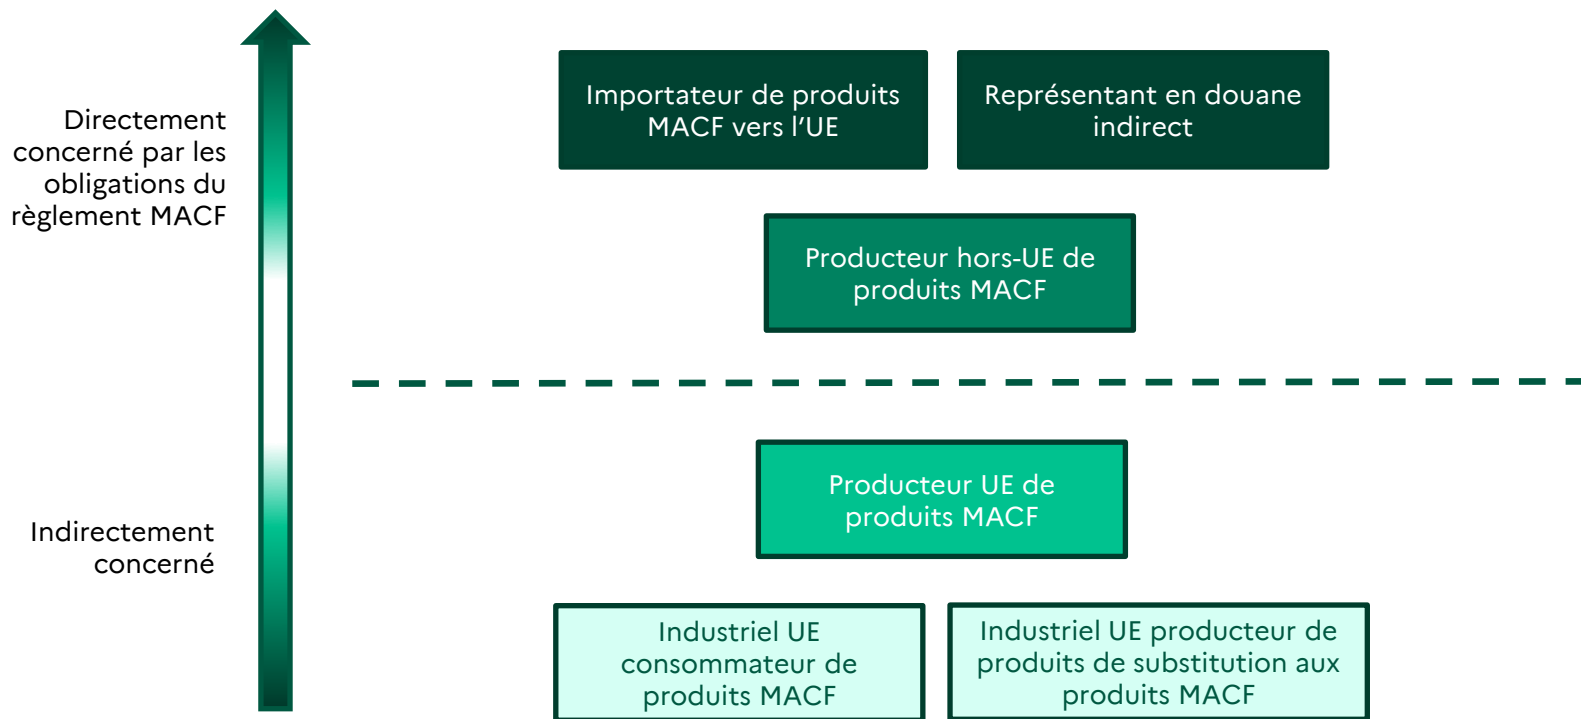 Directement
concerné par les
obligations du
règlement MACF
Importateur de produits
MACF vers l’UE
Représentant en douane
indirect
Producteur hors-UE de
produits MACF
Indirectement
concerné
Producteur UE de
produits MACF
Industriel UE
consommateur de
produits MACF
Industriel UE producteur de
produits de substitution aux
produits MACF